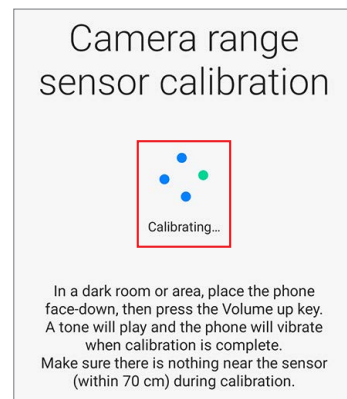 Camera range
sensor calibration
Calibrating...
In a dark room or area, place the phone
face-down, then press the Volume up key.
A tone will play and the phone will vibrate
when calibration is complete.
Make sure there is nothing near the sensor
(within 70 cm) during calibration.